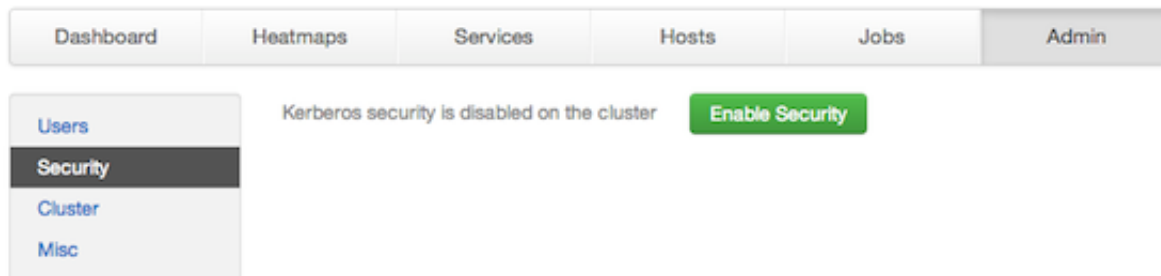 Dashboard Heatmaps Services Hosts Jobs Admin
Users
Security
Cluster
Misc
Kerberos security is disabled on the cluster Enable Security